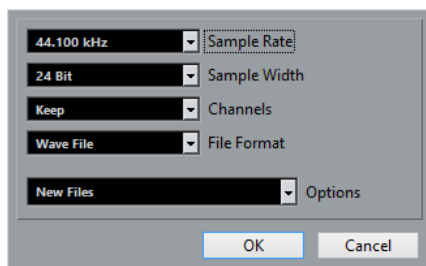 44.100 kHz Sample Rate
24 Bit Sample Width
Keep Channels
Wave File File Format
New Files Options
OK Cancel